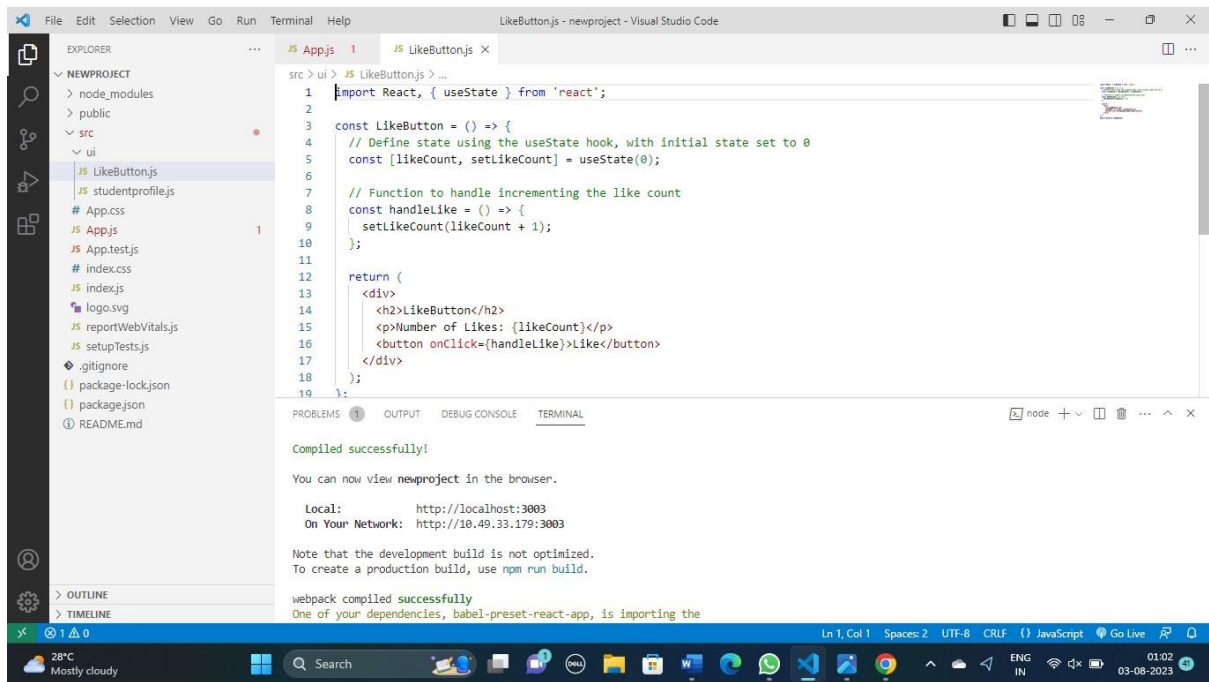 File Edit Selection View Go Run Terminal Help LikeButton.js - newproject - Visual Studio Code
EXPLORER
NEWPROJECT
node_modules
public
src
ui
JS LikeButton.js
JS studentprofile.js
# App.css
JS App.js 1
JS App.test.js
# index.css
JS index.js
logo.svg
JS reportWebVitals.js
JS setupTests.js
.gitignore
{} package-lock.json
{} package.json
README.md
OUTLINE
TIMELINE
JS App.js 1 JS LikeButton.js
src > ui > JS LikeButton.js > ...
1 import React, { useState } from 'react';
2
3 const LikeButton = () => {
4 // Define state using the useState hook, with initial state set to 0
5 const [likeCount, setLikeCount] = useState(0);
6
7 // Function to handle incrementing the like count
8 const handleLike = () => {
9 setLikeCount(likeCount + 1);
10 };
11
12 return (
13 <div>
14 <h2>LikeButton</h2>
15 <p>Number of Likes: {likeCount}</p>
16 <button onClick={handleLike}>Like</button>
17 </div>
18 );
19 };
PROBLEMS 1 OUTPUT DEBUG CONSOLE TERMINAL node
Compiled successfully!
You can now view newproject in the browser.
Local: http://localhost:3003
On Your Network: http://10.49.33.179:3003
Note that the development build is not optimized.
To create a production build, use npm run build.
webpack compiled successfully
One of your dependencies, babel-preset-react-app, is importing the
1 0 Ln 1, Col 1 Spaces: 2 UTF-8 CRLF {} JavaScript Go Live
28°C
Mostly cloudy
Search
DELL
ENG
IN
01:02
03-08-2023
41